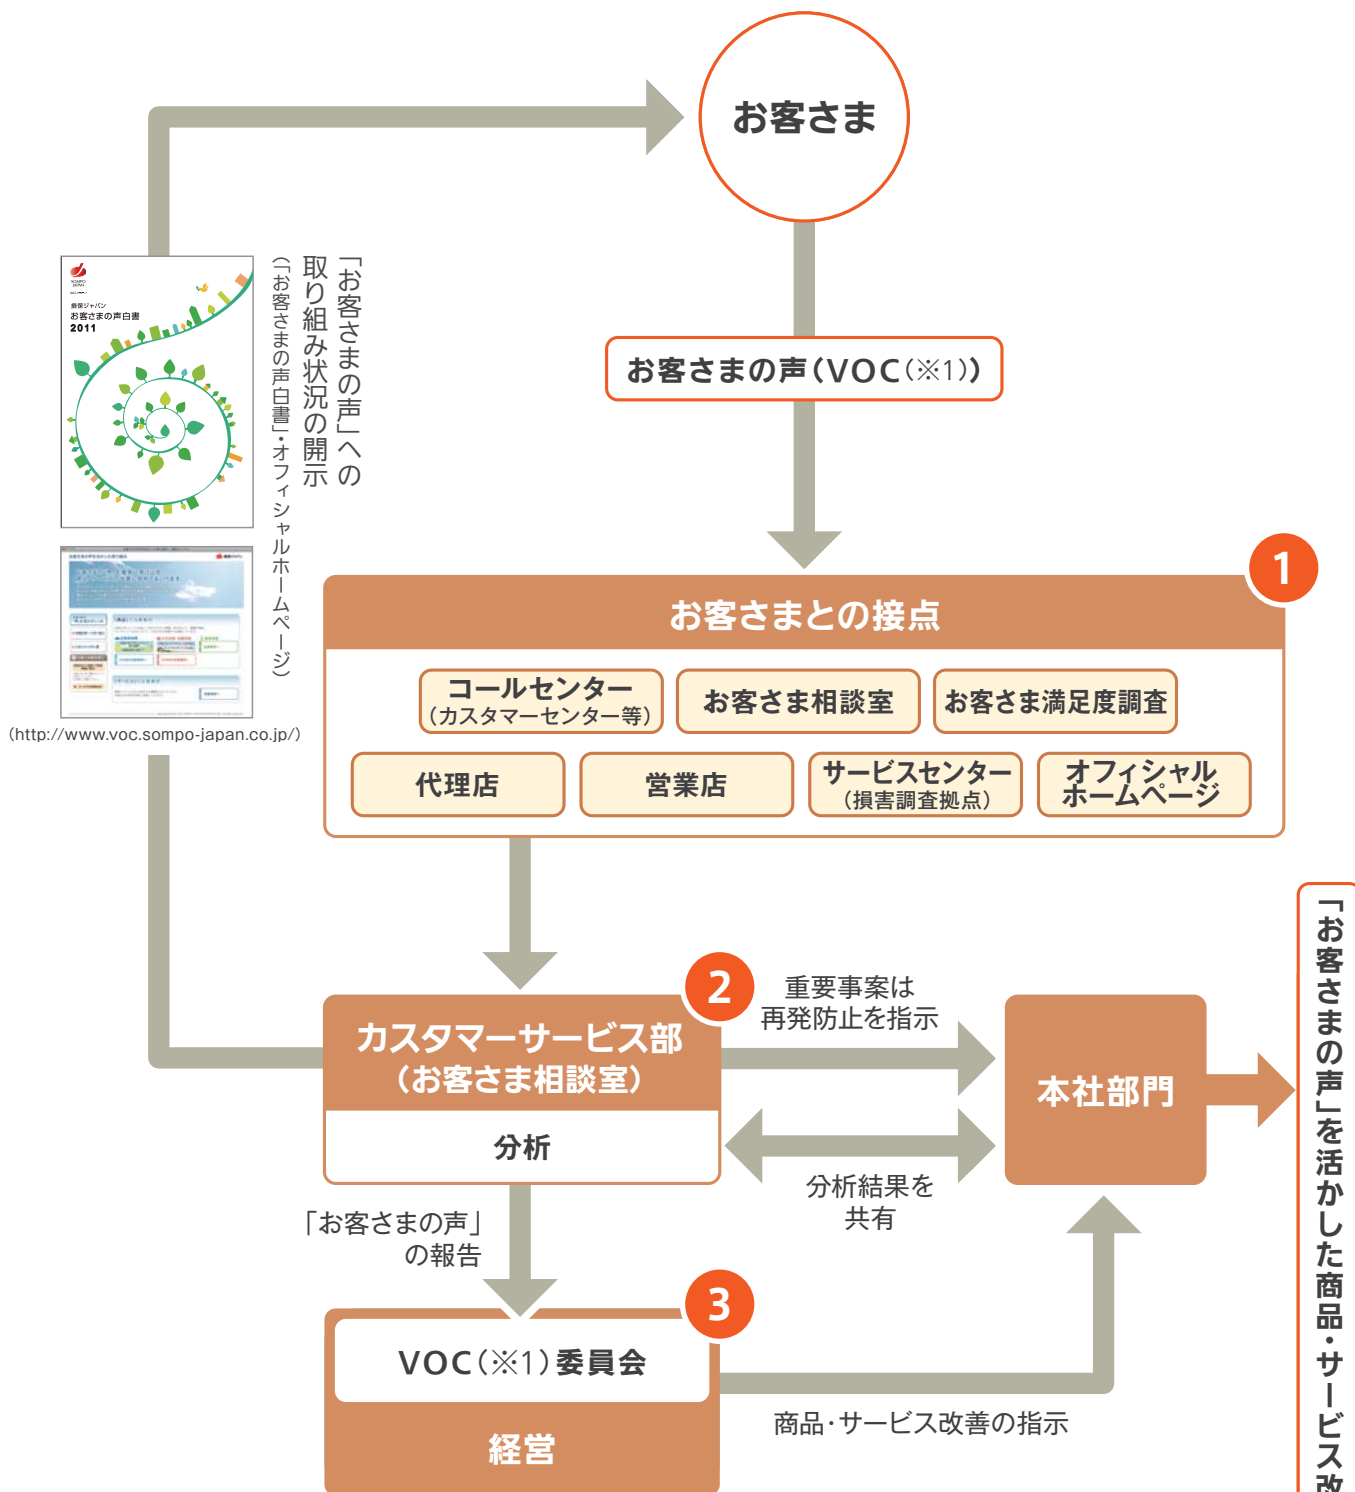 お客さま
SOMPO
JAPAN
損保ジャパン
お客さまの声白書
2011
「お客さまの声」への
取り組み状況の開示
（「お客さまの声白書」・オフィシャルホームページ）
(http://www.voc.sompo-japan.co.jp/)
お客さまの声（VOC（※1））
1
お客さまとの接点
コールセンター
（カスタマーセンター等）
お客さま相談室
お客さま満足度調査
代理店
営業店
サービスセンター
（損害調査拠点）
オフィシャル
ホームページ
2
カスタマーサービス部
（お客さま相談室）
分析
重要事案は
再発防止を指示
本社部門
分析結果を
共有
「お客さまの声」
の報告
3
VOC（※1）委員会
経営
商品・サービス改善の指示
「お客さまの声」を活かした商品・サービス改